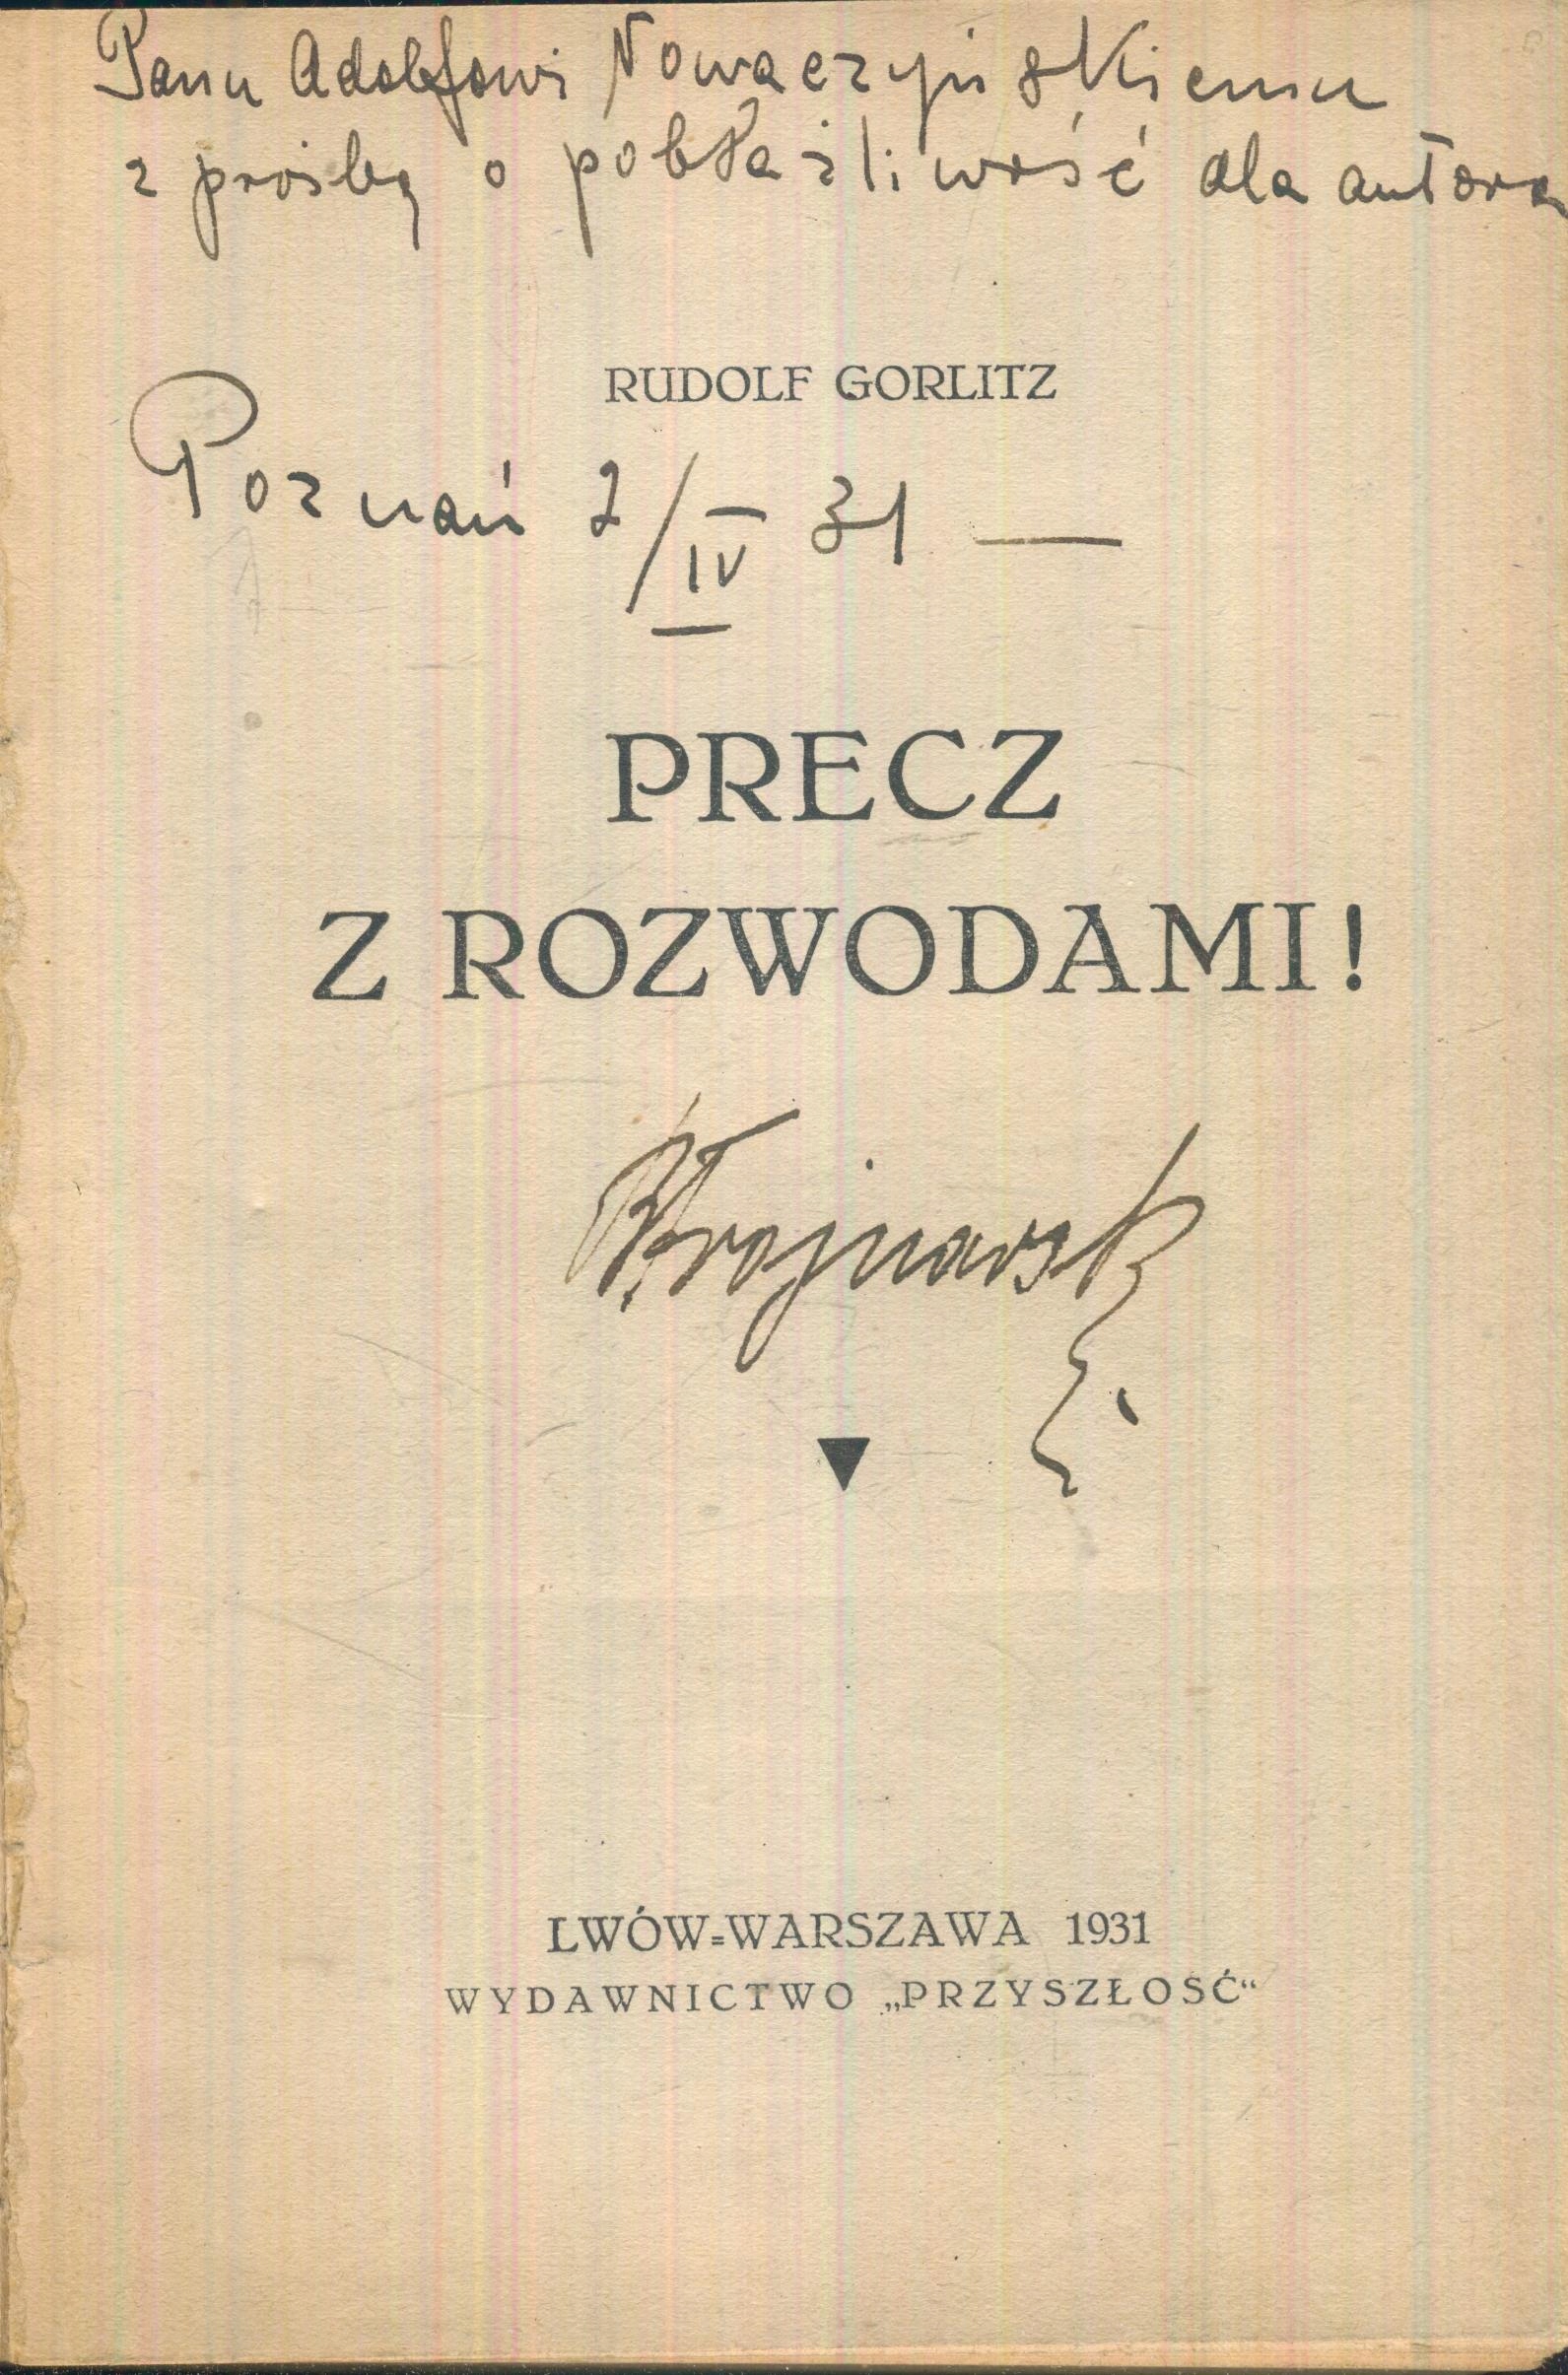 Panu Adolfowi Nowaczyńskiemu
z prośbą o pobłażliwość dla autora
RUDOLF GORLITZ
Poznań 2/IV 31 —
PRECZ
Z ROZWODAMI!
LWÓW=WARSZAWA 1931
WYDAWNICTWO „PRZYSZŁOŚĆ“